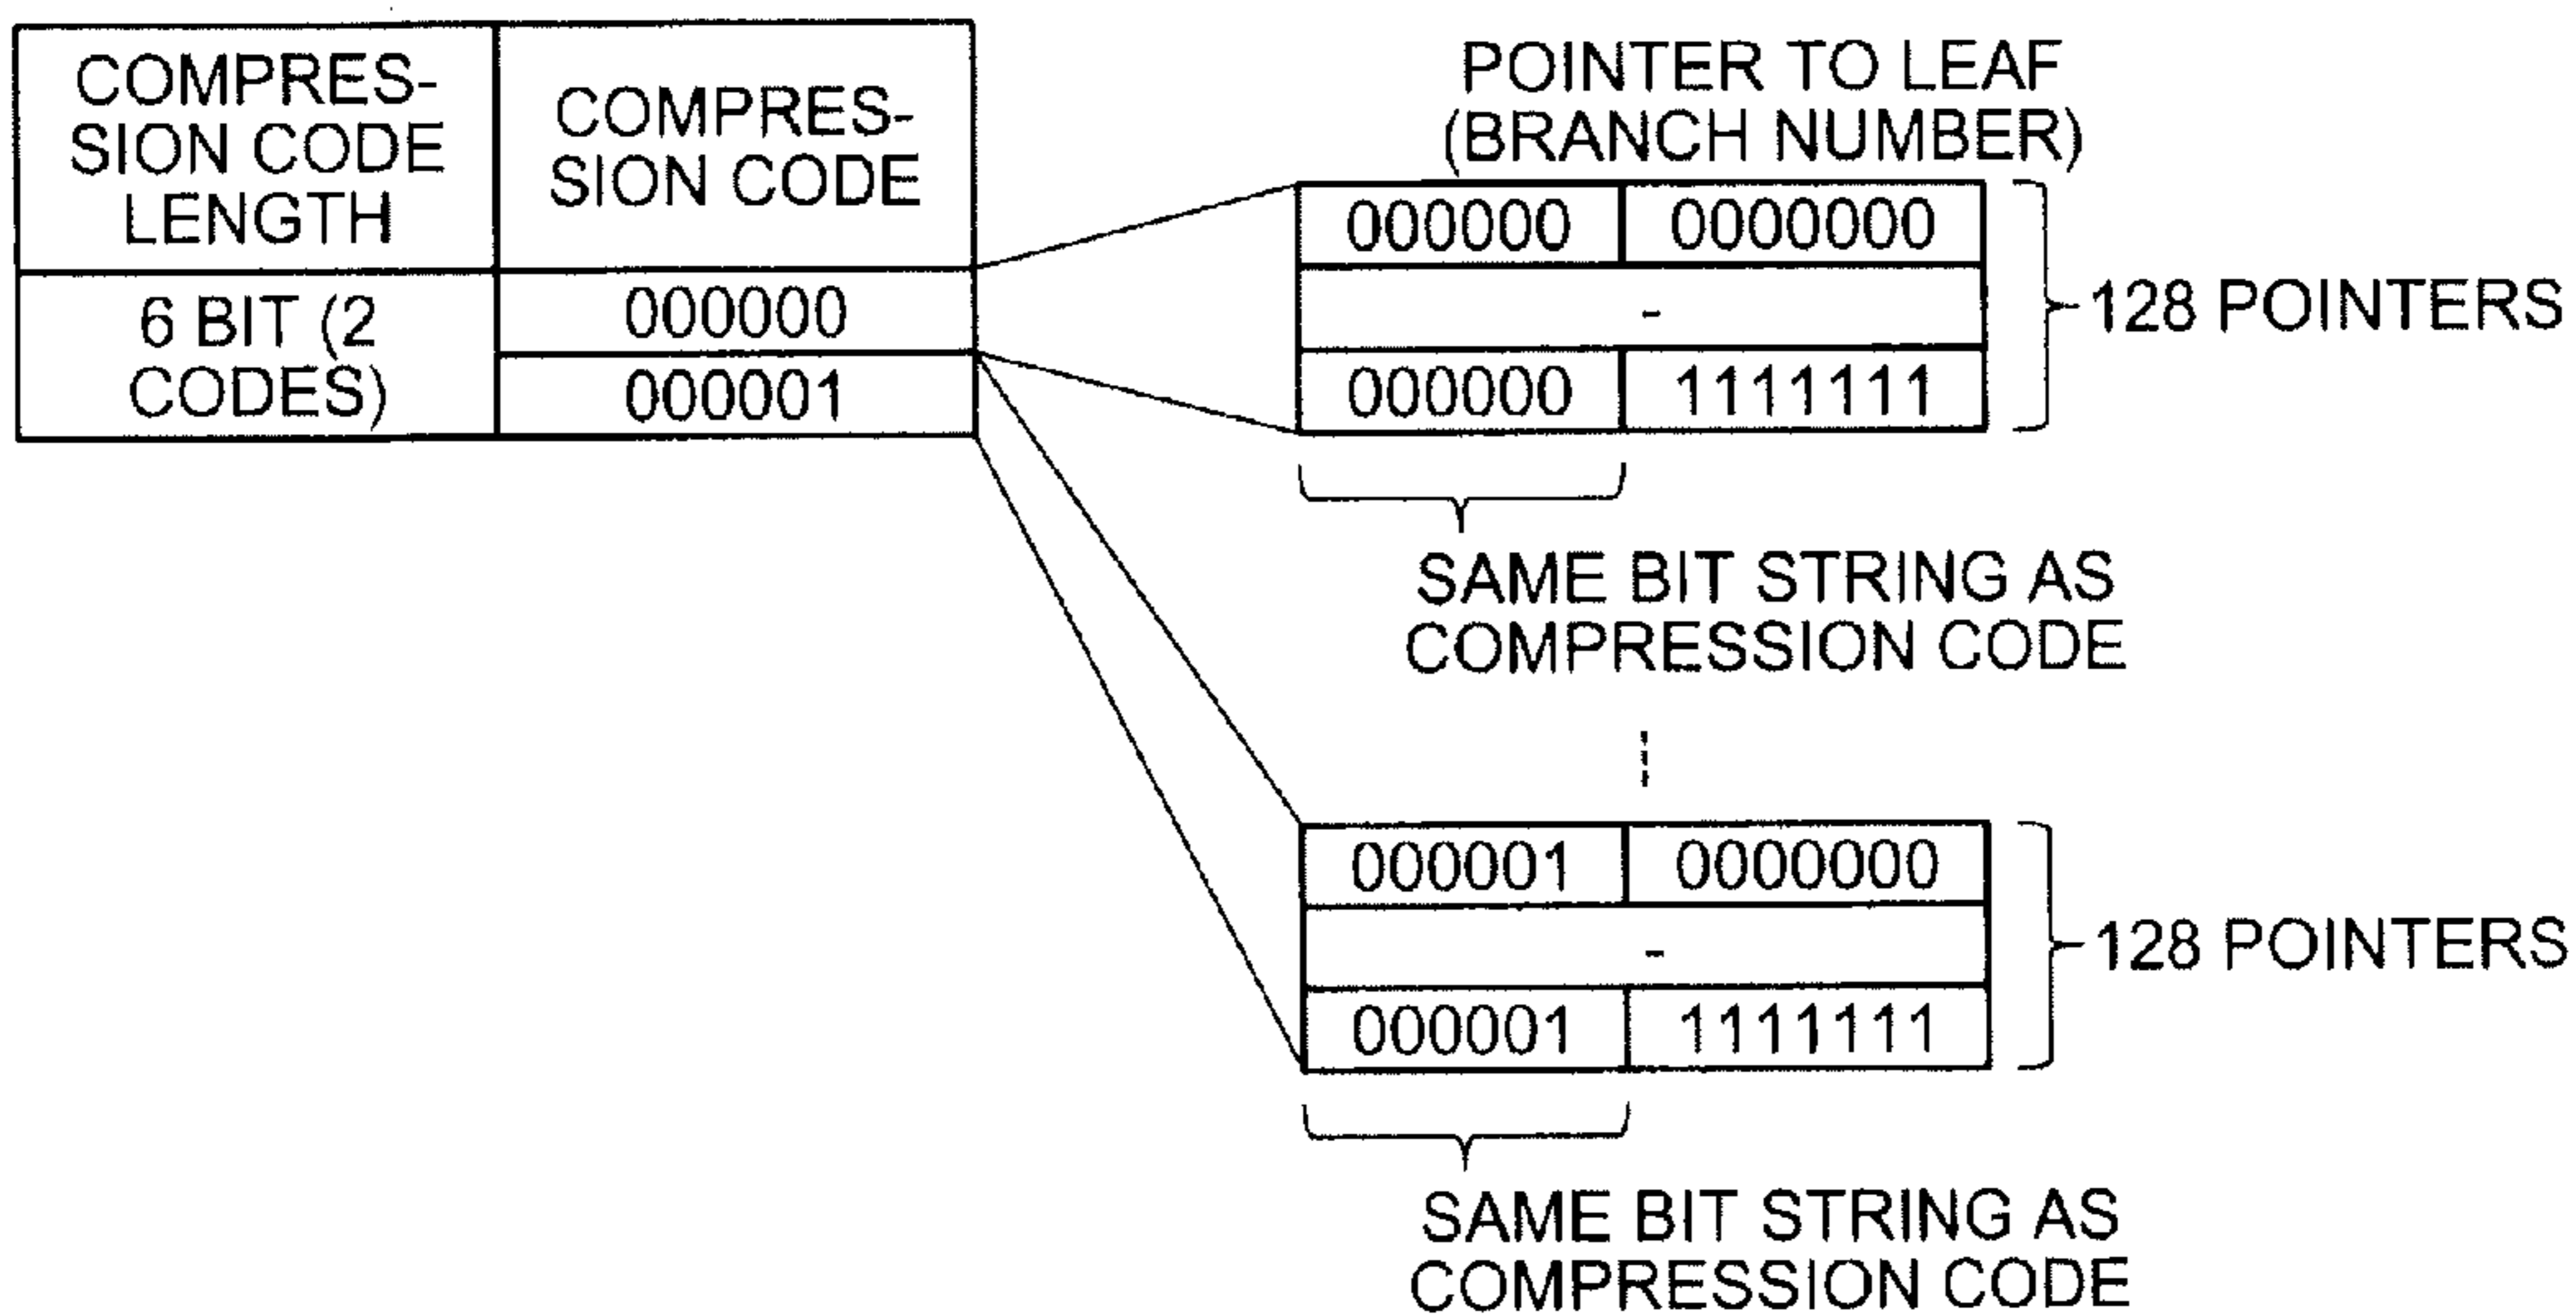 COMPRES-
SION CODE
LENGTH
COMPRES-
SION CODE
6 BIT (2
CODES)
000000
000001
POINTER TO LEAF
(BRANCH NUMBER)
000000 0000000
-
000000 1111111
128 POINTERS
SAME BIT STRING AS
COMPRESSION CODE
000001 0000000
-
000001 1111111
128 POINTERS
SAME BIT STRING AS
COMPRESSION CODE